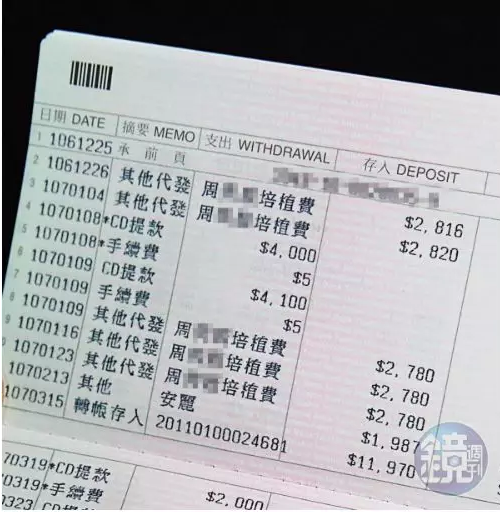 日期 DATE 摘要 MEMO 支出 WITHDRAWAL 存入 DEPOSIT
1 1061225 承前頁
2 1061226 其他代發 周 培植費 $2,816
3 1070104 其他代發 周 培植費 $2,820
4 1070108*CD提款 $4,000
5 1070108*手續費 $5
6 1070109 CD提款 $4,100
7 1070109 手續費 $5
8 1070109 其他代發 周 培植費 $2,780
9 1070116 其他代發 周 培植費 $2,780
1070123 其他代發 周 培植費 $2,780
1070213 其他 安麗 $1,987
1070315 轉帳存入 20110100024681 $11,970
70319*CD提款 $2,000
70319*手續費
鏡週刊